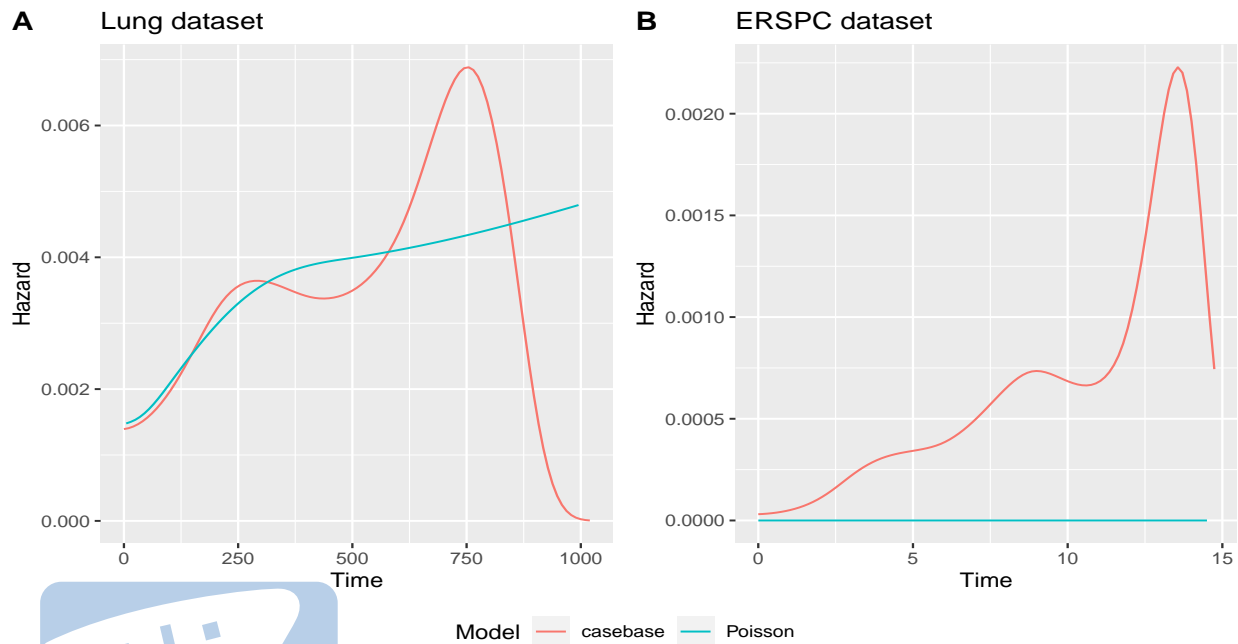 A Lung dataset
Hazard
0.006
0.004
0.002
0.000
0 250 500 750 1000
Time
B ERSPC dataset
Hazard
0.0020
0.0015
0.0010
0.0005
0.0000
0 5 10 15
Time
Model casebase Poisson